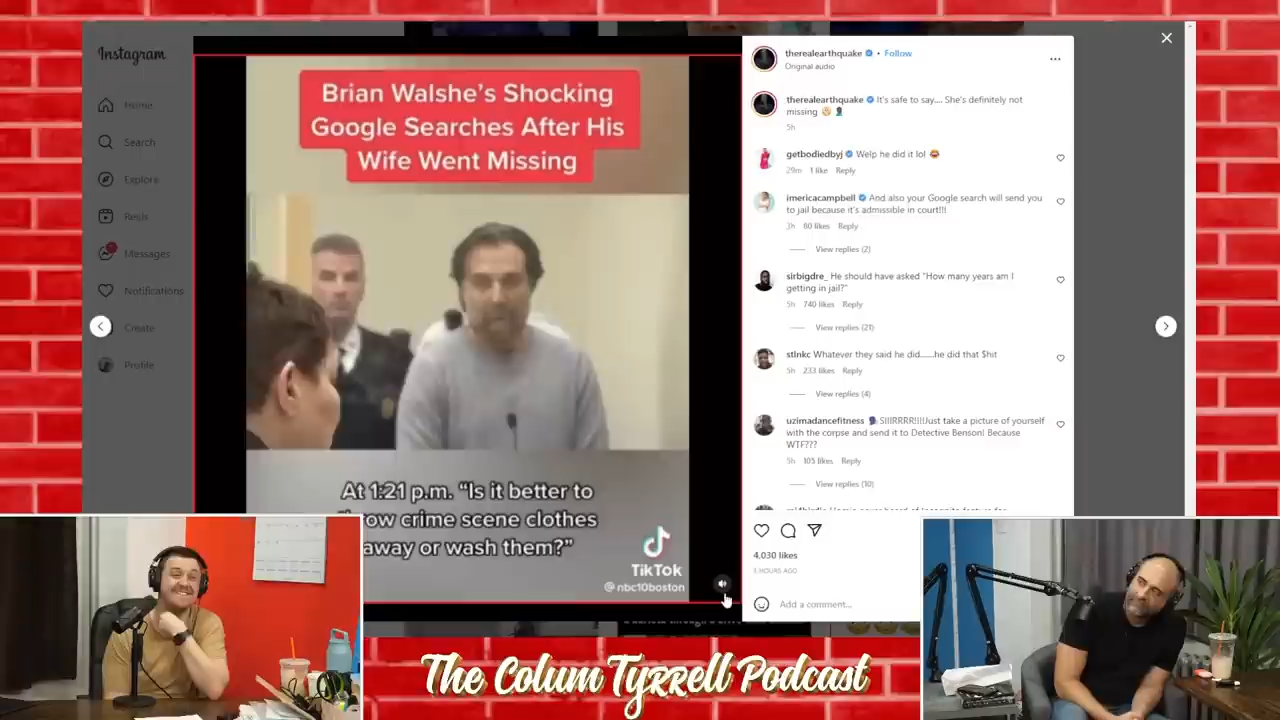 Instagram
Home
Search
Explore
Reels
Messages
Notifications
Create
Profile
Brian Walshe's Shocking
Google Searches After His
Wife Went Missing
At 1:21 p.m. "Is it better to
row crime scene clothes
away or wash them?"
TikTok
@nbc10boston
therealearthquake • Follow
Original audio
therealearthquake It's safe to say.... She's definitely not
missing
5h
getbodiedbyj Welp he did it lol
29m 1 like Reply
imericacampbell And also your Google search will send you
to jail because it's admissible in court!!!
3h 80 likes Reply
View replies (2)
sirbigdre_ He should have asked "How many years am I
getting in jail?"
5h 740 likes Reply
View replies (21)
stlnkc Whatever they said he did.......he did that $hit
5h 233 likes Reply
View replies (4)
uzimadancefitness SIIIRRRR!!!!Just take a picture of yourself
with the corpse and send it to Detective Benson! Because
WTF???
5h 105 likes Reply
View replies (10)
4,030 likes
HOURS AGO
Add a comment...
The Colum Tyrrell Podcast